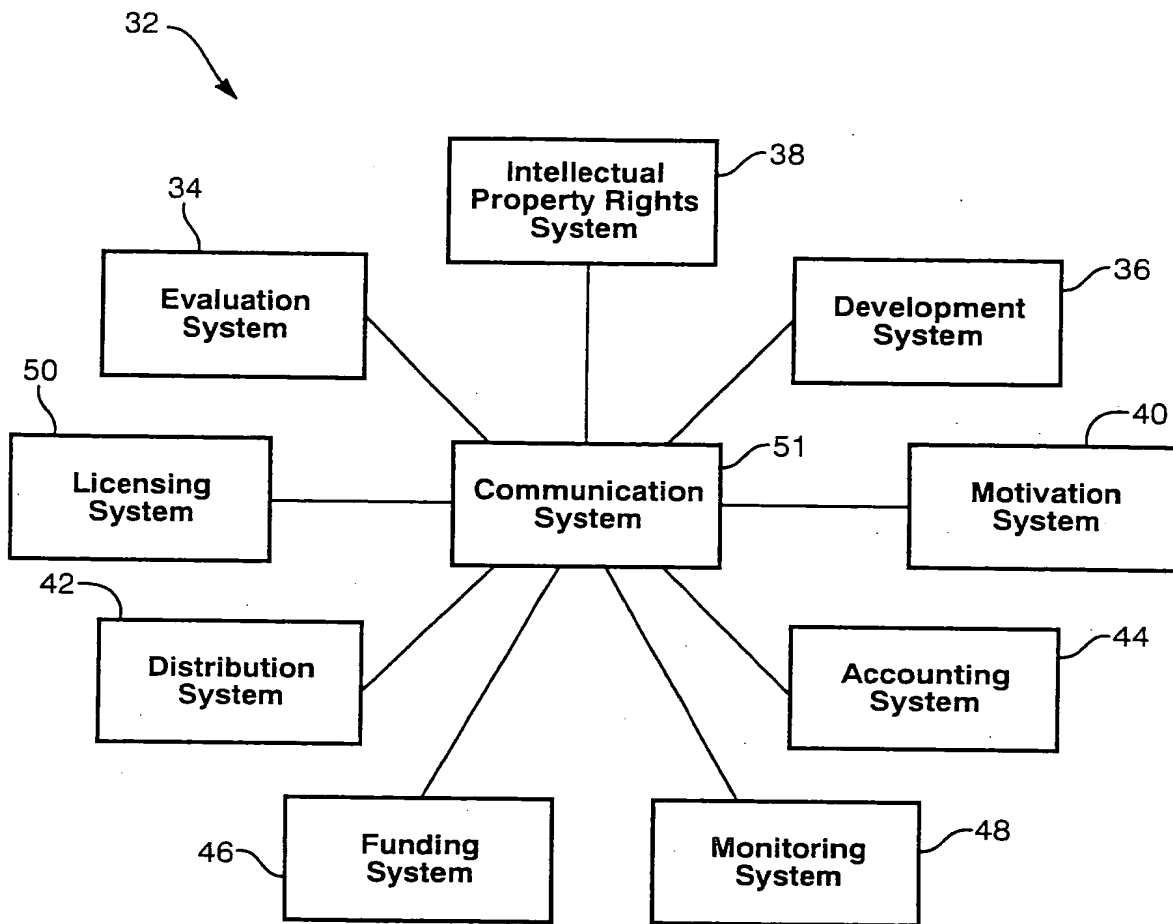 32
38
Intellectual
Property Rights
System
34
Evaluation
System
36
Development
System
50
Licensing
System
51
Communication
System
40
Motivation
System
42
Distribution
System
44
Accounting
System
46
Funding
System
48
Monitoring
System